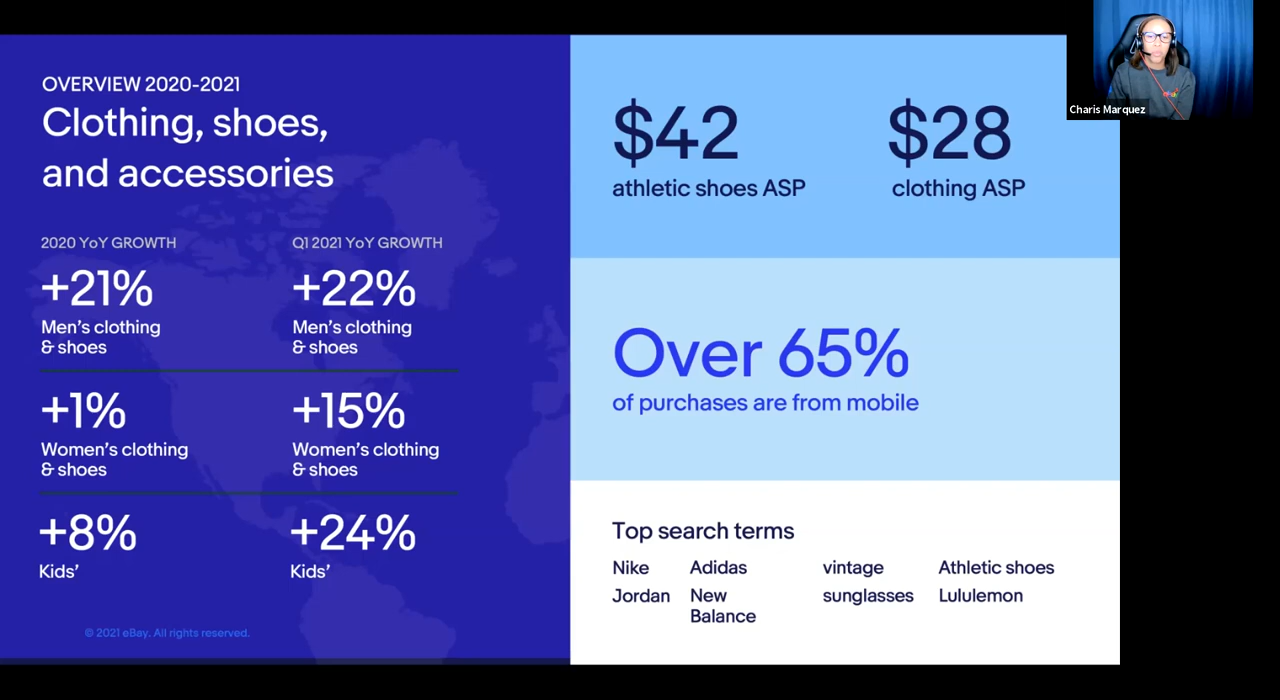 OVERVIEW 2020-2021
Clothing, shoes,
and accessories
2020 YoY GROWTH
Q1 2021 YoY GROWTH
+21%
Men's clothing
& shoes
+22%
Men's clothing
& shoes
+1%
Women's clothing
& shoes
+15%
Women's clothing
& shoes
+8%
Kids'
+24%
Kids'
© 2021 eBay. All rights reserved.
$42
athletic shoes ASP
$28
clothing ASP
Over 65%
of purchases are from mobile
Top search terms
Nike Adidas vintage Athletic shoes
Jordan New sunglasses Lululemon
Balance
Charis Marquez